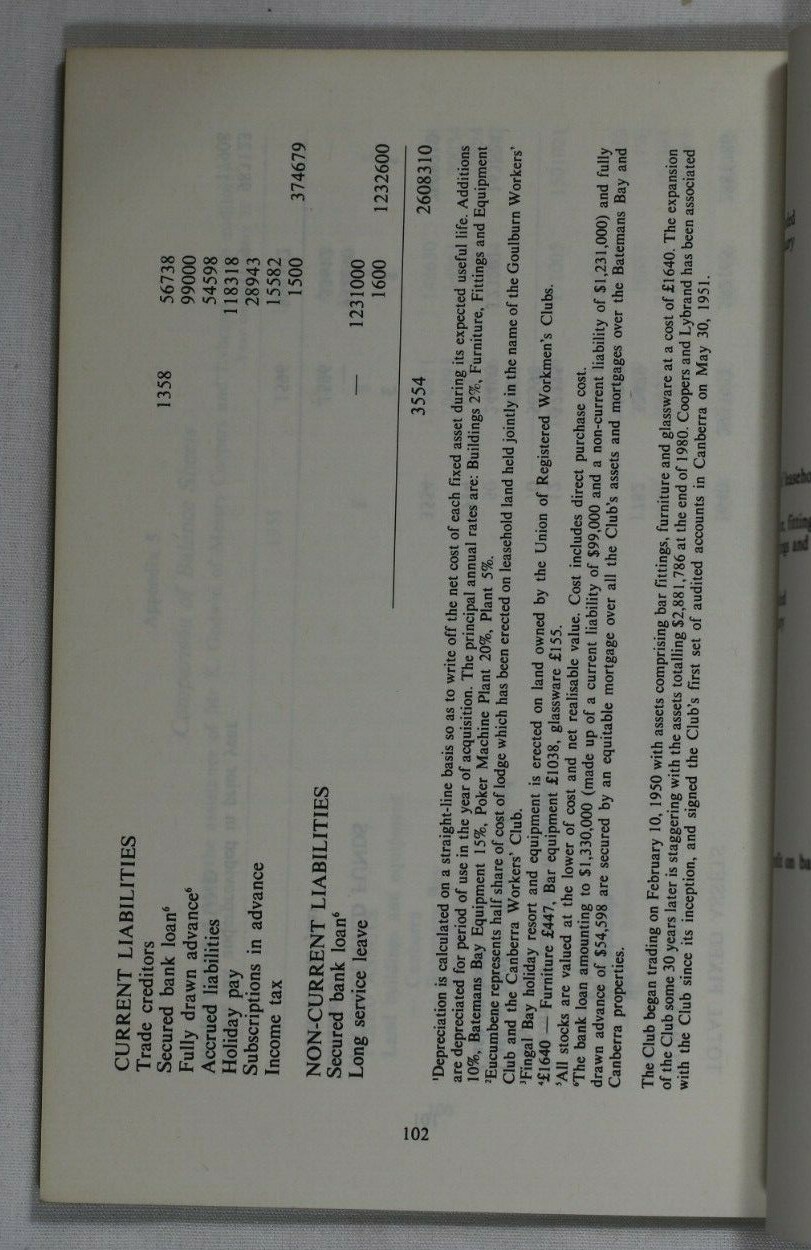 CURRENT LIABILITIES
Trade creditors 1358 56738
Secured bank loan⁶ 99000
Fully drawn advance⁶ 54598
Accrued liabilities 118318
Holiday pay 28943
Subscriptions in advance 15582
Income tax 1500 374679
NON-CURRENT LIABILITIES
Secured bank loan⁶ — 1231000
Long service leave 1600 1232600
3554 2608310
¹Depreciation is calculated on a straight-line basis so as to write off the net cost of each fixed asset during its expected useful life. Additions
are depreciated for period of use in the year of acquisition. The principal annual rates are: Buildings 2%, Furniture, Fittings and Equipment
10%, Batemans Bay Equipment 15%, Poker Machine Plant 20%, Plant 5%.
²Eucumbene represents half share of cost of lodge which has been erected on leasehold land held jointly in the name of the Goulburn Workers'
Club and the Canberra Workers' Club.
³Fingal Bay holiday resort and equipment is erected on land owned by the Union of Registered Workmen's Clubs.
⁴£1640 — Furniture £447, Bar equipment £1038, glassware £155.
⁵All stocks are valued at the lower of cost and net realisable value. Cost includes direct purchase cost.
⁶The bank loan amounting to $1,330,000 (made up of a current liability of $99,000 and a non-current liability of $1,231,000) and fully
drawn advance of $54,598 are secured by an equitable mortgage over all the Club's assets and mortgages over the Batemans Bay and
Canberra properties.
The Club began trading on February 10, 1950 with assets comprising bar fittings, furniture and glassware at a cost of £1640. The expansion
of the Club some 30 years later is staggering with the assets totalling $2,881,786 at the end of 1980. Coopers and Lybrand has been associated
with the Club since its inception, and signed the Club's first set of audited accounts in Canberra on May 30, 1951.
102